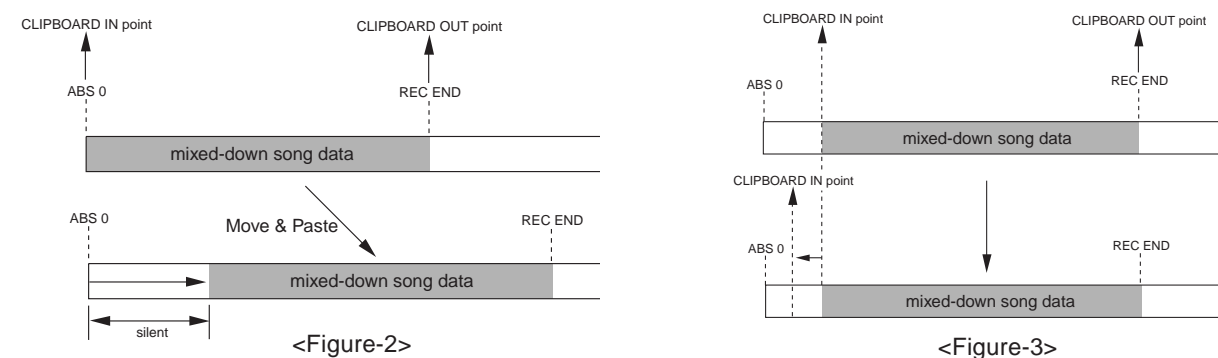 CLIPBOARD IN point
CLIPBOARD OUT point
ABS 0
REC END
mixed-down song data
ABS 0
Move & Paste
REC END
mixed-down song data
silent
<Figure-2>
CLIPBOARD IN point
CLIPBOARD OUT point
ABS 0
REC END
mixed-down song data
CLIPBOARD IN point
ABS 0
REC END
mixed-down song data
<Figure-3>